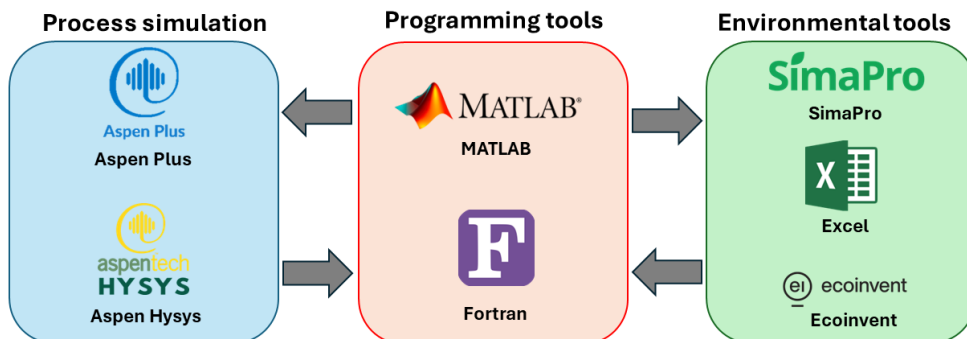 Process simulation
Programming tools
Environmental tools
Aspen Plus
Aspen Plus
aspentech
HYSYS
Aspen Hysys
MATLAB®
MATLAB
F
Fortran
SimaPro
SimaPro
X
Excel
ei ecoinvent
Ecoinvent